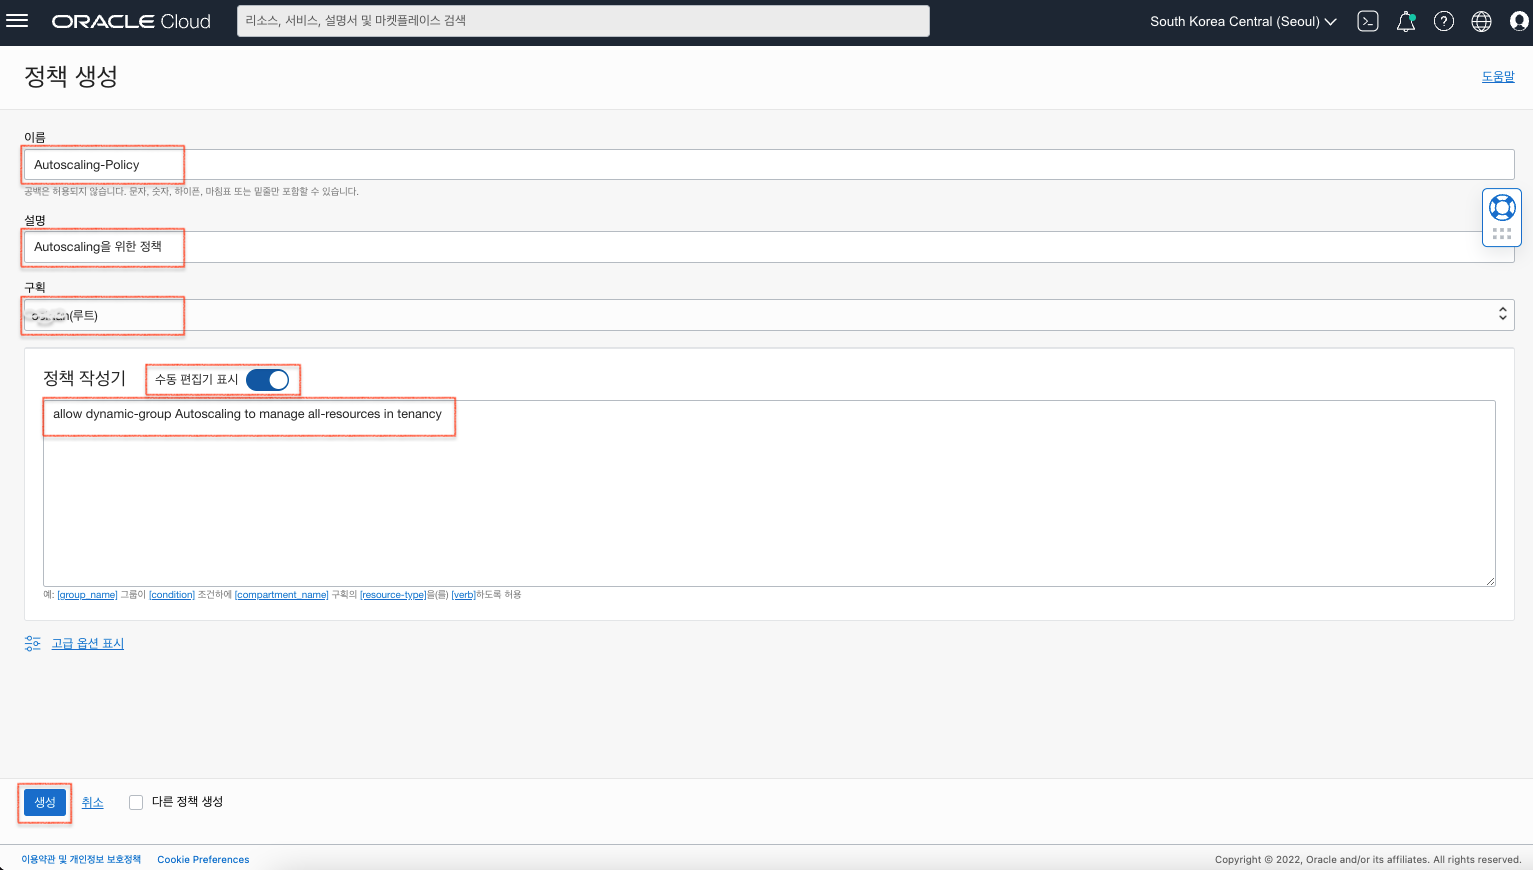 ORACLE Cloud
리소스, 서비스, 설명서 및 마켓플레이스 검색
South Korea Central (Seoul)
정책 생성
도움말
이름
Autoscaling-Policy
공백은 허용되지 않습니다. 문자, 숫자, 하이픈, 마침표 또는 밑줄만 포함할 수 있습니다.
설명
Autoscaling을 위한 정책
구획
(루트)
정책 작성기
수동 편집기 표시
allow dynamic-group Autoscaling to manage all-resources in tenancy
예: [group_name] 그룹이 [condition] 조건하에 [compartment_name] 구획의 [resource-type]을(를) [verb]하도록 허용
고급 옵션 표시
생성
취소
다른 정책 생성
이용약관 및 개인정보 보호정책
Cookie Preferences
Copyright © 2022, Oracle and/or its affiliates. All rights reserved.